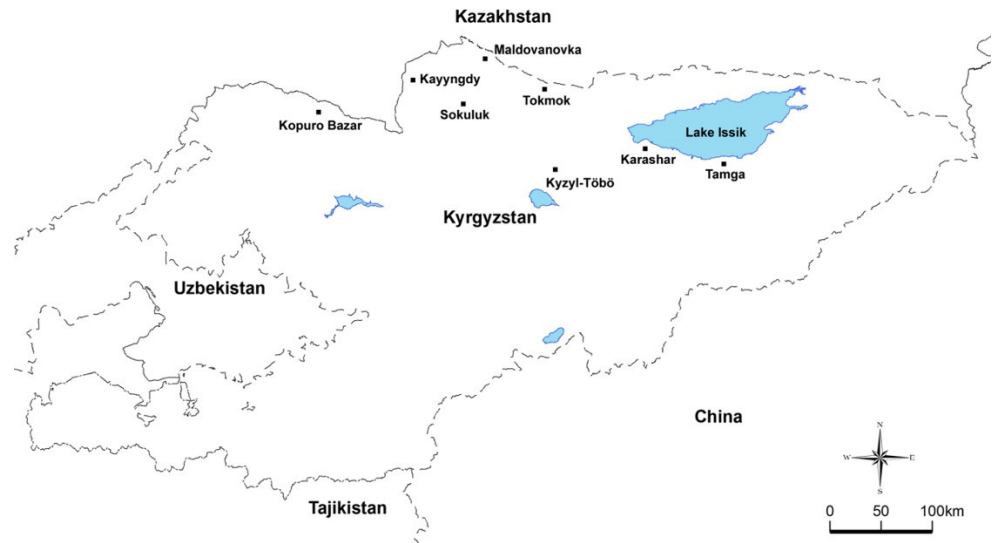 Kazakhstan
Maldovanovka
Kayyngdy
Tokmok
Sokuluk
Kopuro Bazar
Lake Issik
Karashar
Tamga
Kyzyl-Töbö
Kyrgyzstan
Uzbekistan
China
N
W E
S
Tajikistan
0 50 100km